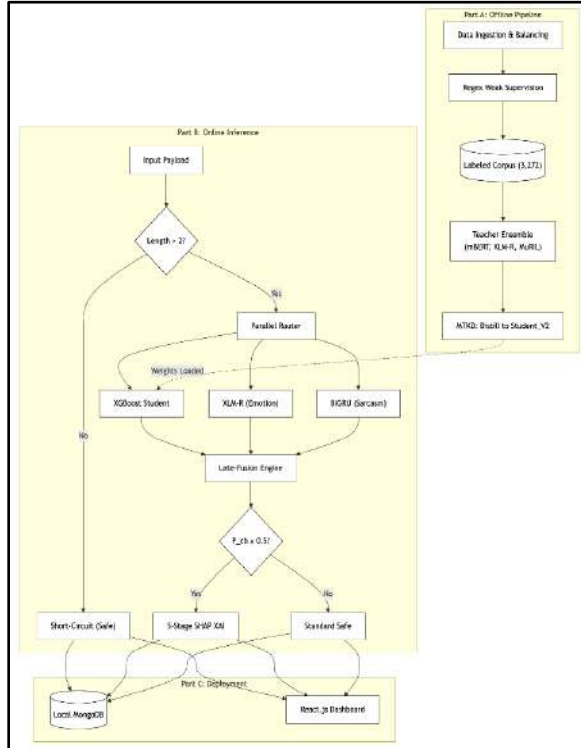 Part A: Offline Pipeline
Data Ingestion & Balancing
Regex Weak Supervision
Labeled Corpus (3,272)
Teacher Ensemble
(mBERT, XLM-R, MuRIL)
MTKD: Distill to Student_V2
Part B: Online Inference
Input Payload
Length > 2?
Yes
Parallel Router
Weights Loaded
XGBoost Student
XLM-R (Emotion)
BiGRU (Sarcasm)
No
Late-Fusion Engine
Yes
No
Short-Circuit (Safe)
5-Stage SHAP XAI
Standard Safe
Part C: Deployment
Local MongoDB
React.js Dashboard